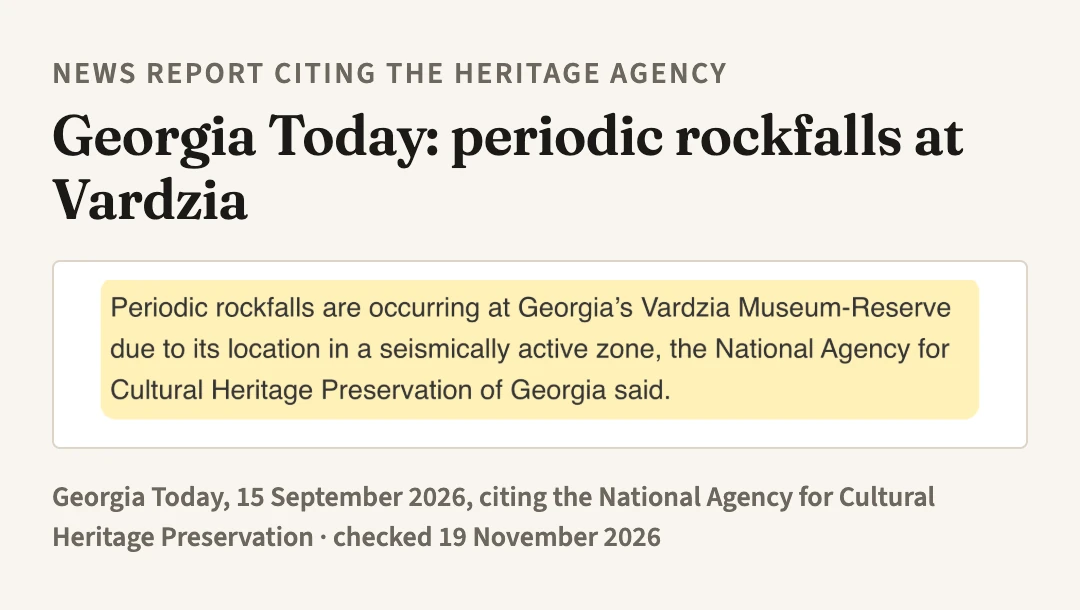 NEWS REPORT CITING THE HERITAGE AGENCY
Georgia Today: periodic rockfalls at
Vardzia
Periodic rockfalls are occurring at Georgia’s Vardzia Museum-Reserve
due to its location in a seismically active zone, the National Agency for
Cultural Heritage Preservation of Georgia said.
Georgia Today, 15 September 2026, citing the National Agency for Cultural
Heritage Preservation · checked 19 November 2026